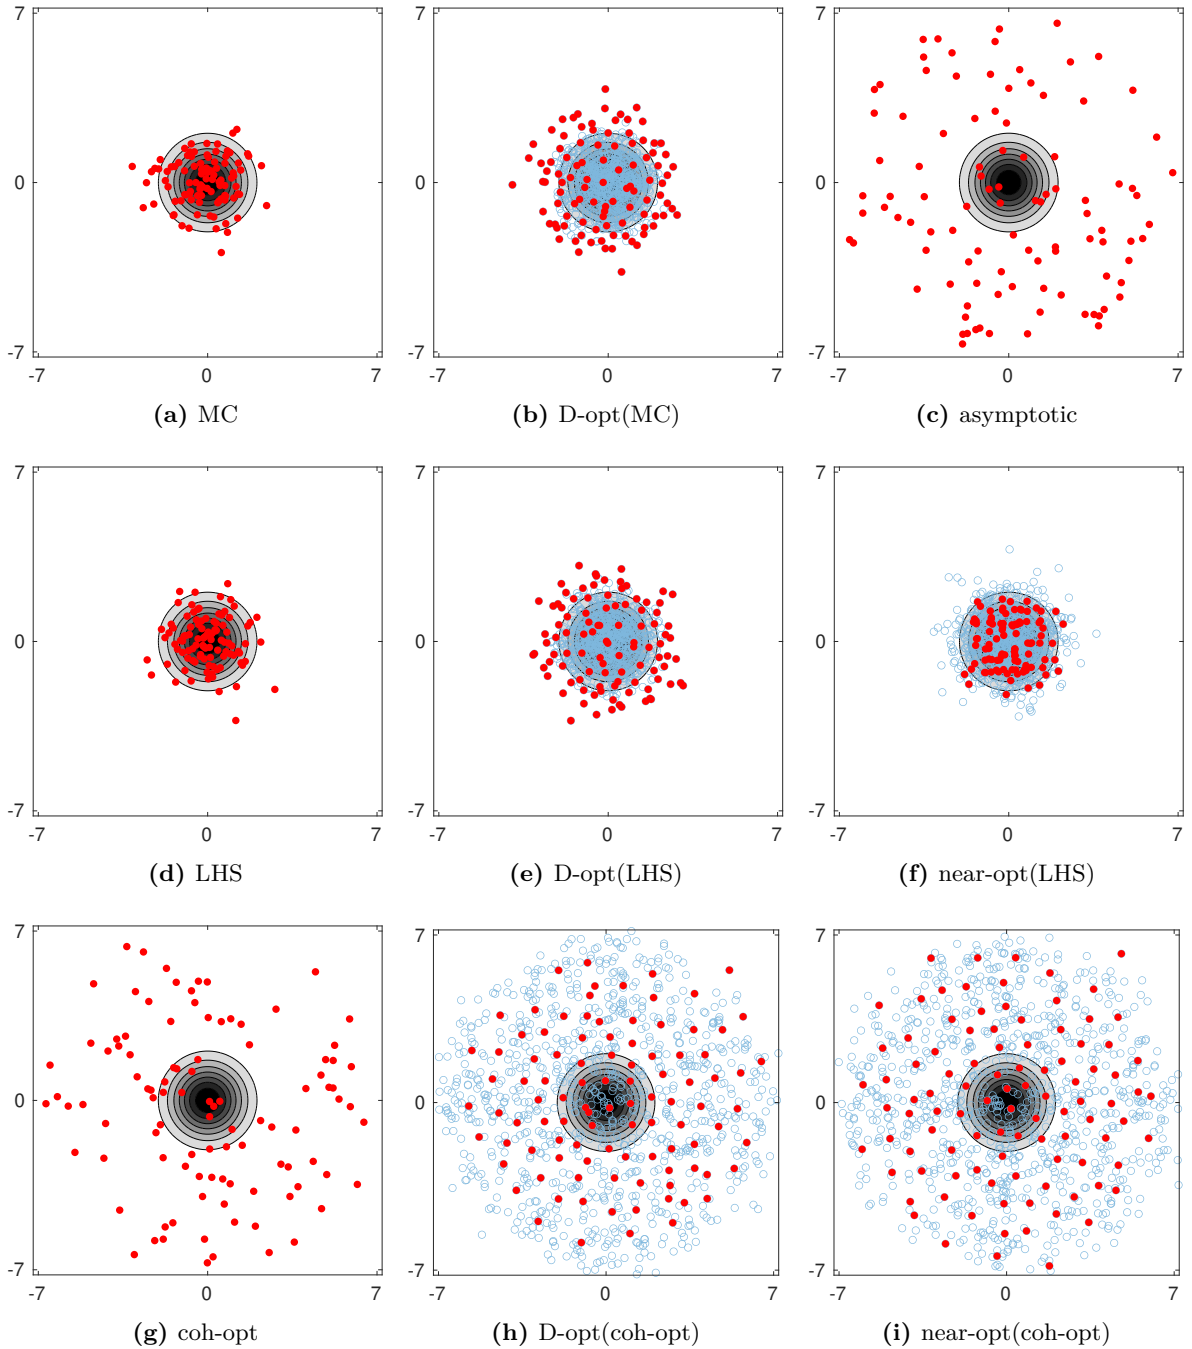 7
0
-7
-7 0 7
(a) MC
7
0
-7
-7 0 7
(b) D-opt(MC)
7
0
-7
-7 0 7
(c) asymptotic
7
0
-7
-7 0 7
(d) LHS
7
0
-7
-7 0 7
(e) D-opt(LHS)
7
0
-7
-7 0 7
(f) near-opt(LHS)
7
0
-7
-7 0 7
(g) coh-opt
7
0
-7
-7 0 7
(h) D-opt(coh-opt)
7
0
-7
-7 0 7
(i) near-opt(coh-opt)